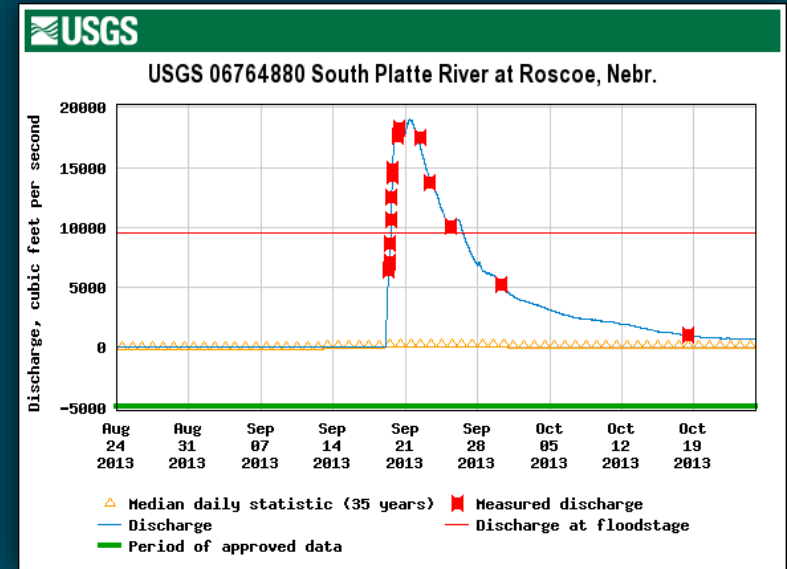 USGS
USGS 06764880 South Platte River at Roscoe, Nebr.
Discharge, cubic feet per second
20000
15000
10000
5000
0
-5000
Aug Aug Sep Sep Sep Sep Oct Oct Oct
24 31 07 14 21 28 05 12 19
2013 2013 2013 2013 2013 2013 2013 2013 2013
Median daily statistic (35 years) Measured discharge
Discharge Discharge at floodstage
Period of approved data